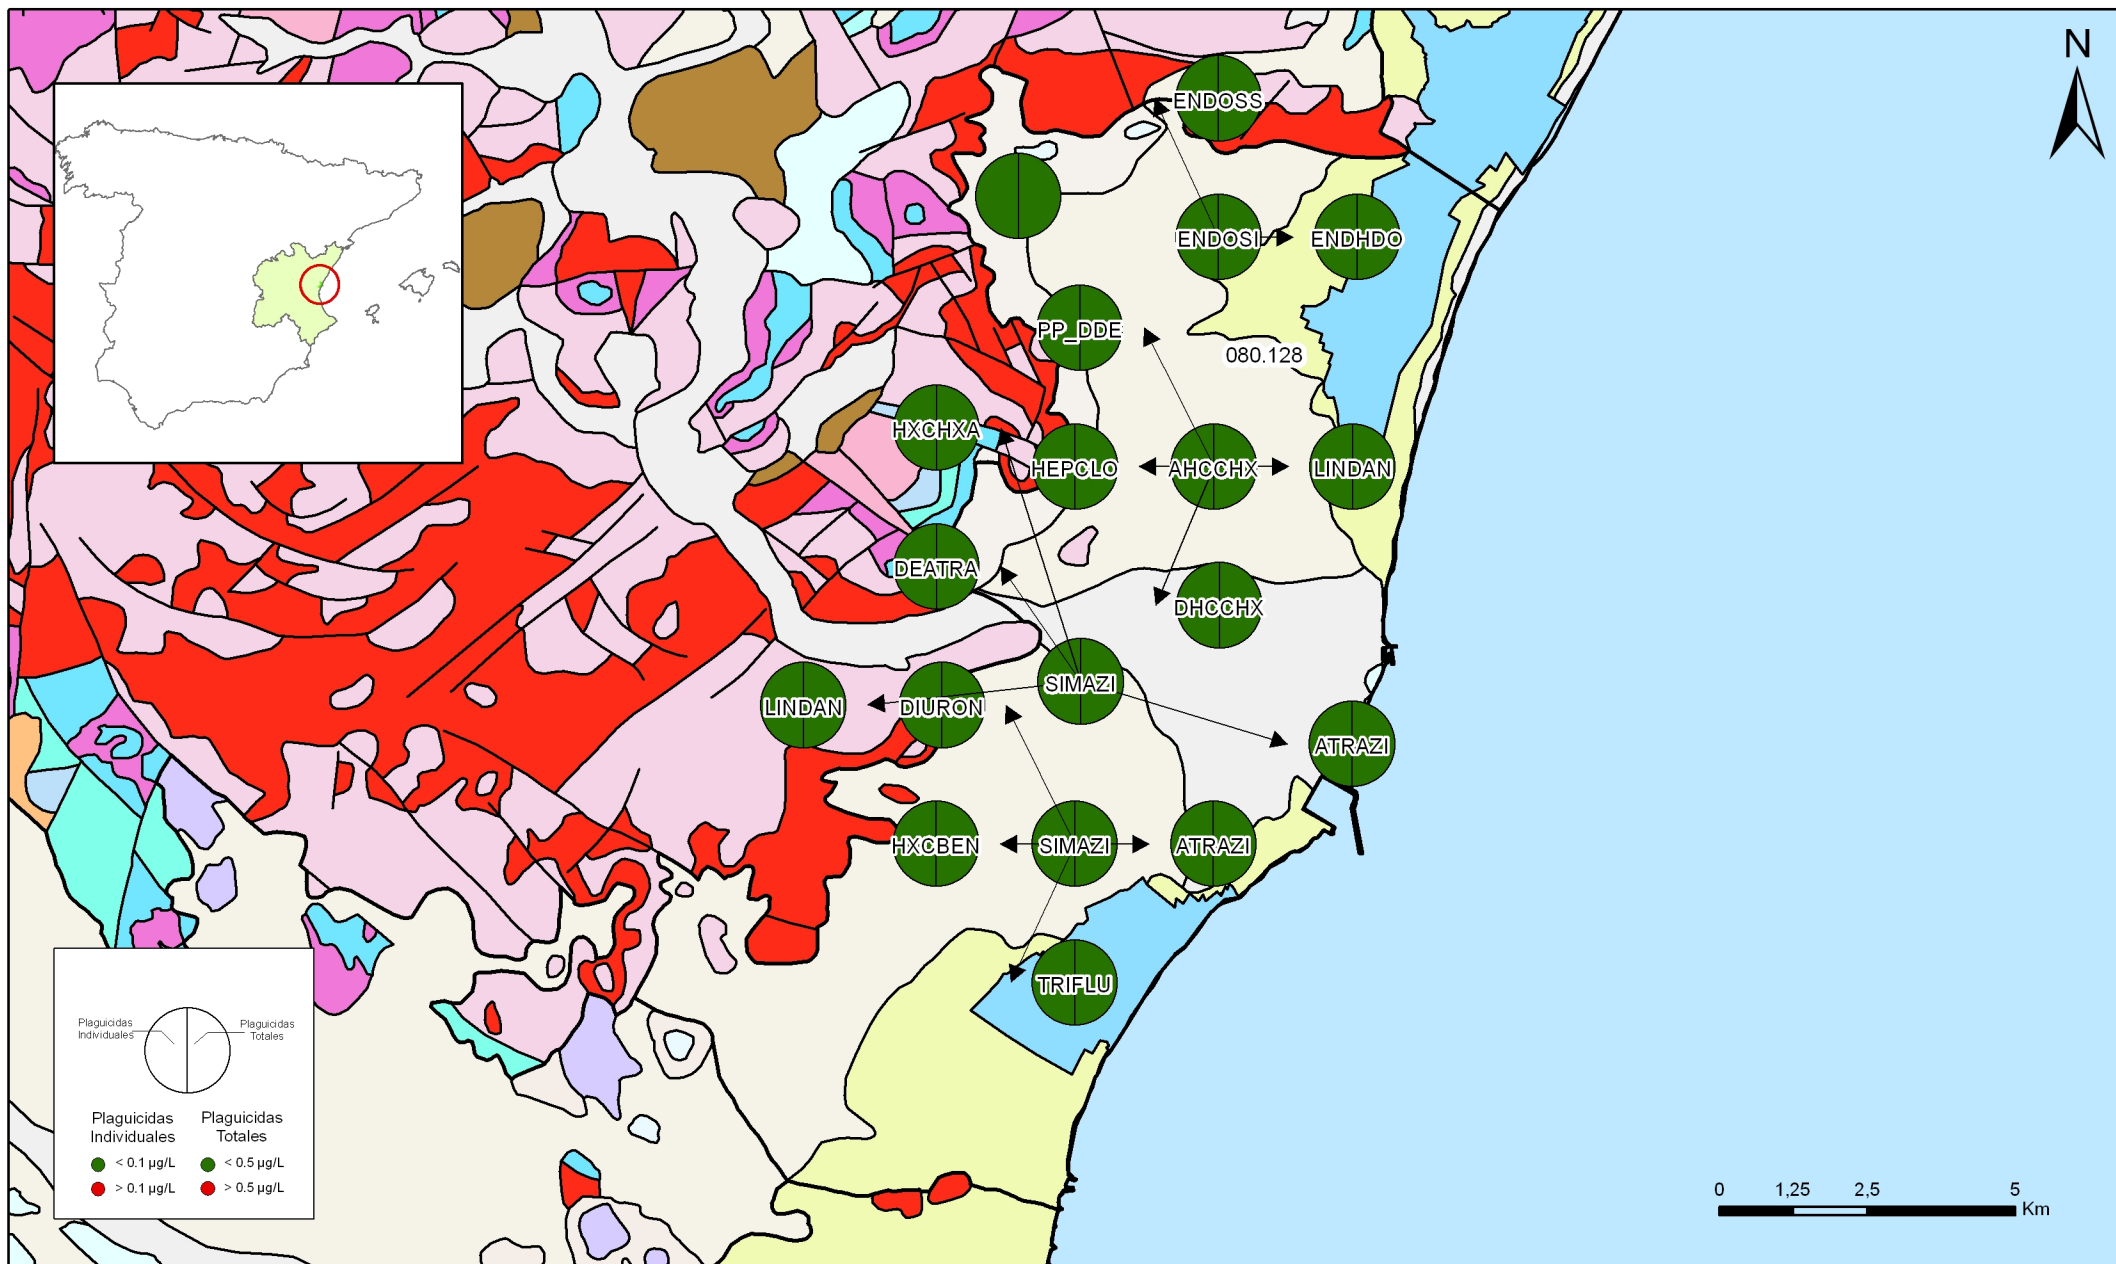 N
ENDOSS
ENDOSI
ENDHDO
PP_DDE
080.128
HXCHXA
HEPCLO
AHCCHX
LINDAN
DEATRA
DHCCHX
SIMAZI
LINDAN
DIURON
ATRAZI
HXCBEN
SIMAZI
ATRAZI
TRIFLU
Plaguicidas
Individuales
Plaguicidas
Totales
Plaguicidas
Individuales
Plaguicidas
Totales
< 0.1 µg/L
< 0.5 µg/L
> 0.1 µg/L
> 0.5 µg/L
0 1,25 2,5 5
Km